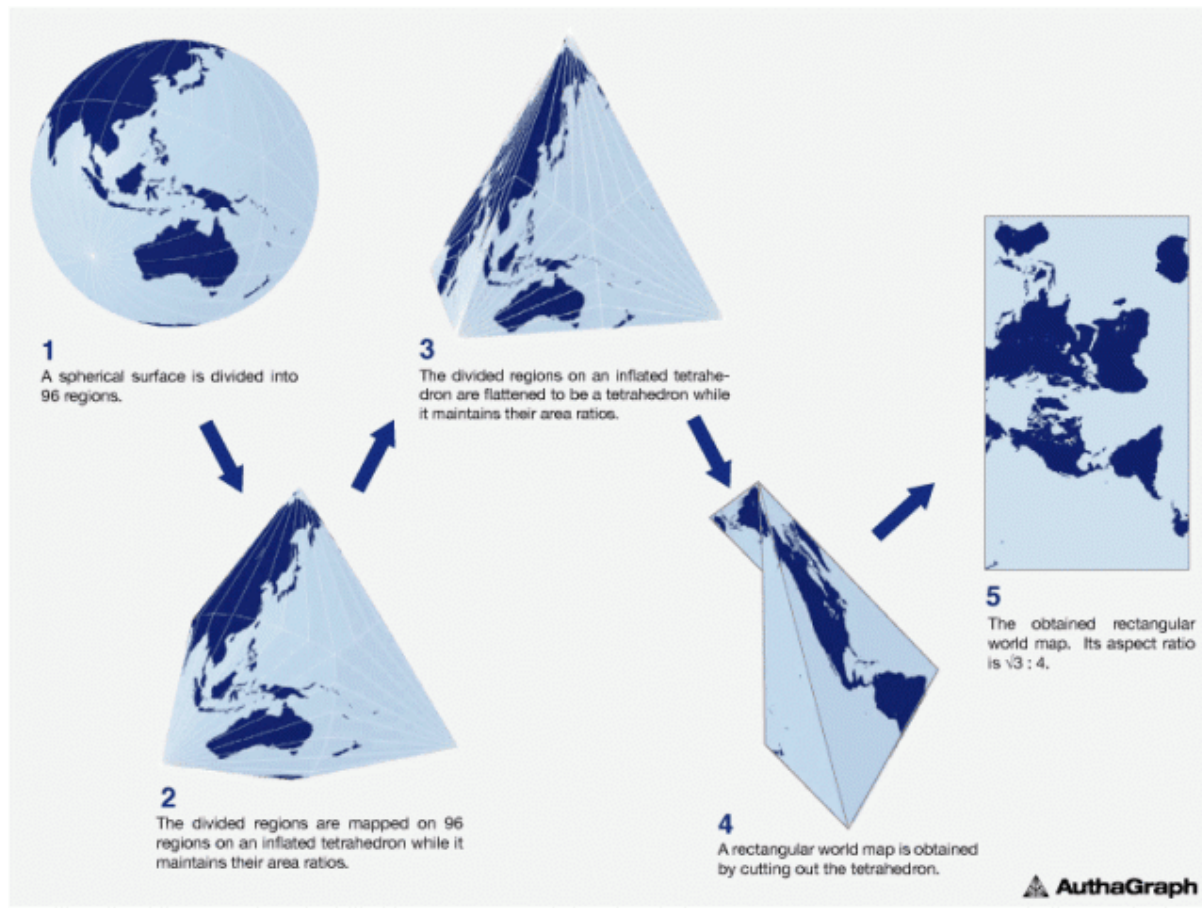 1
A spherical surface is divided into
96 regions.
2
The divided regions are mapped on 96
regions on an inflated tetrahedron while it
maintains their area ratios.
3
The divided regions on an inflated tetrahe-
dron are flattened to be a tetrahedron while
it maintains their area ratios.
4
A rectangular world map is obtained
by cutting out the tetrahedron.
5
The obtained rectangular
world map. Its aspect ratio
is √3 : 4.
AuthaGraph